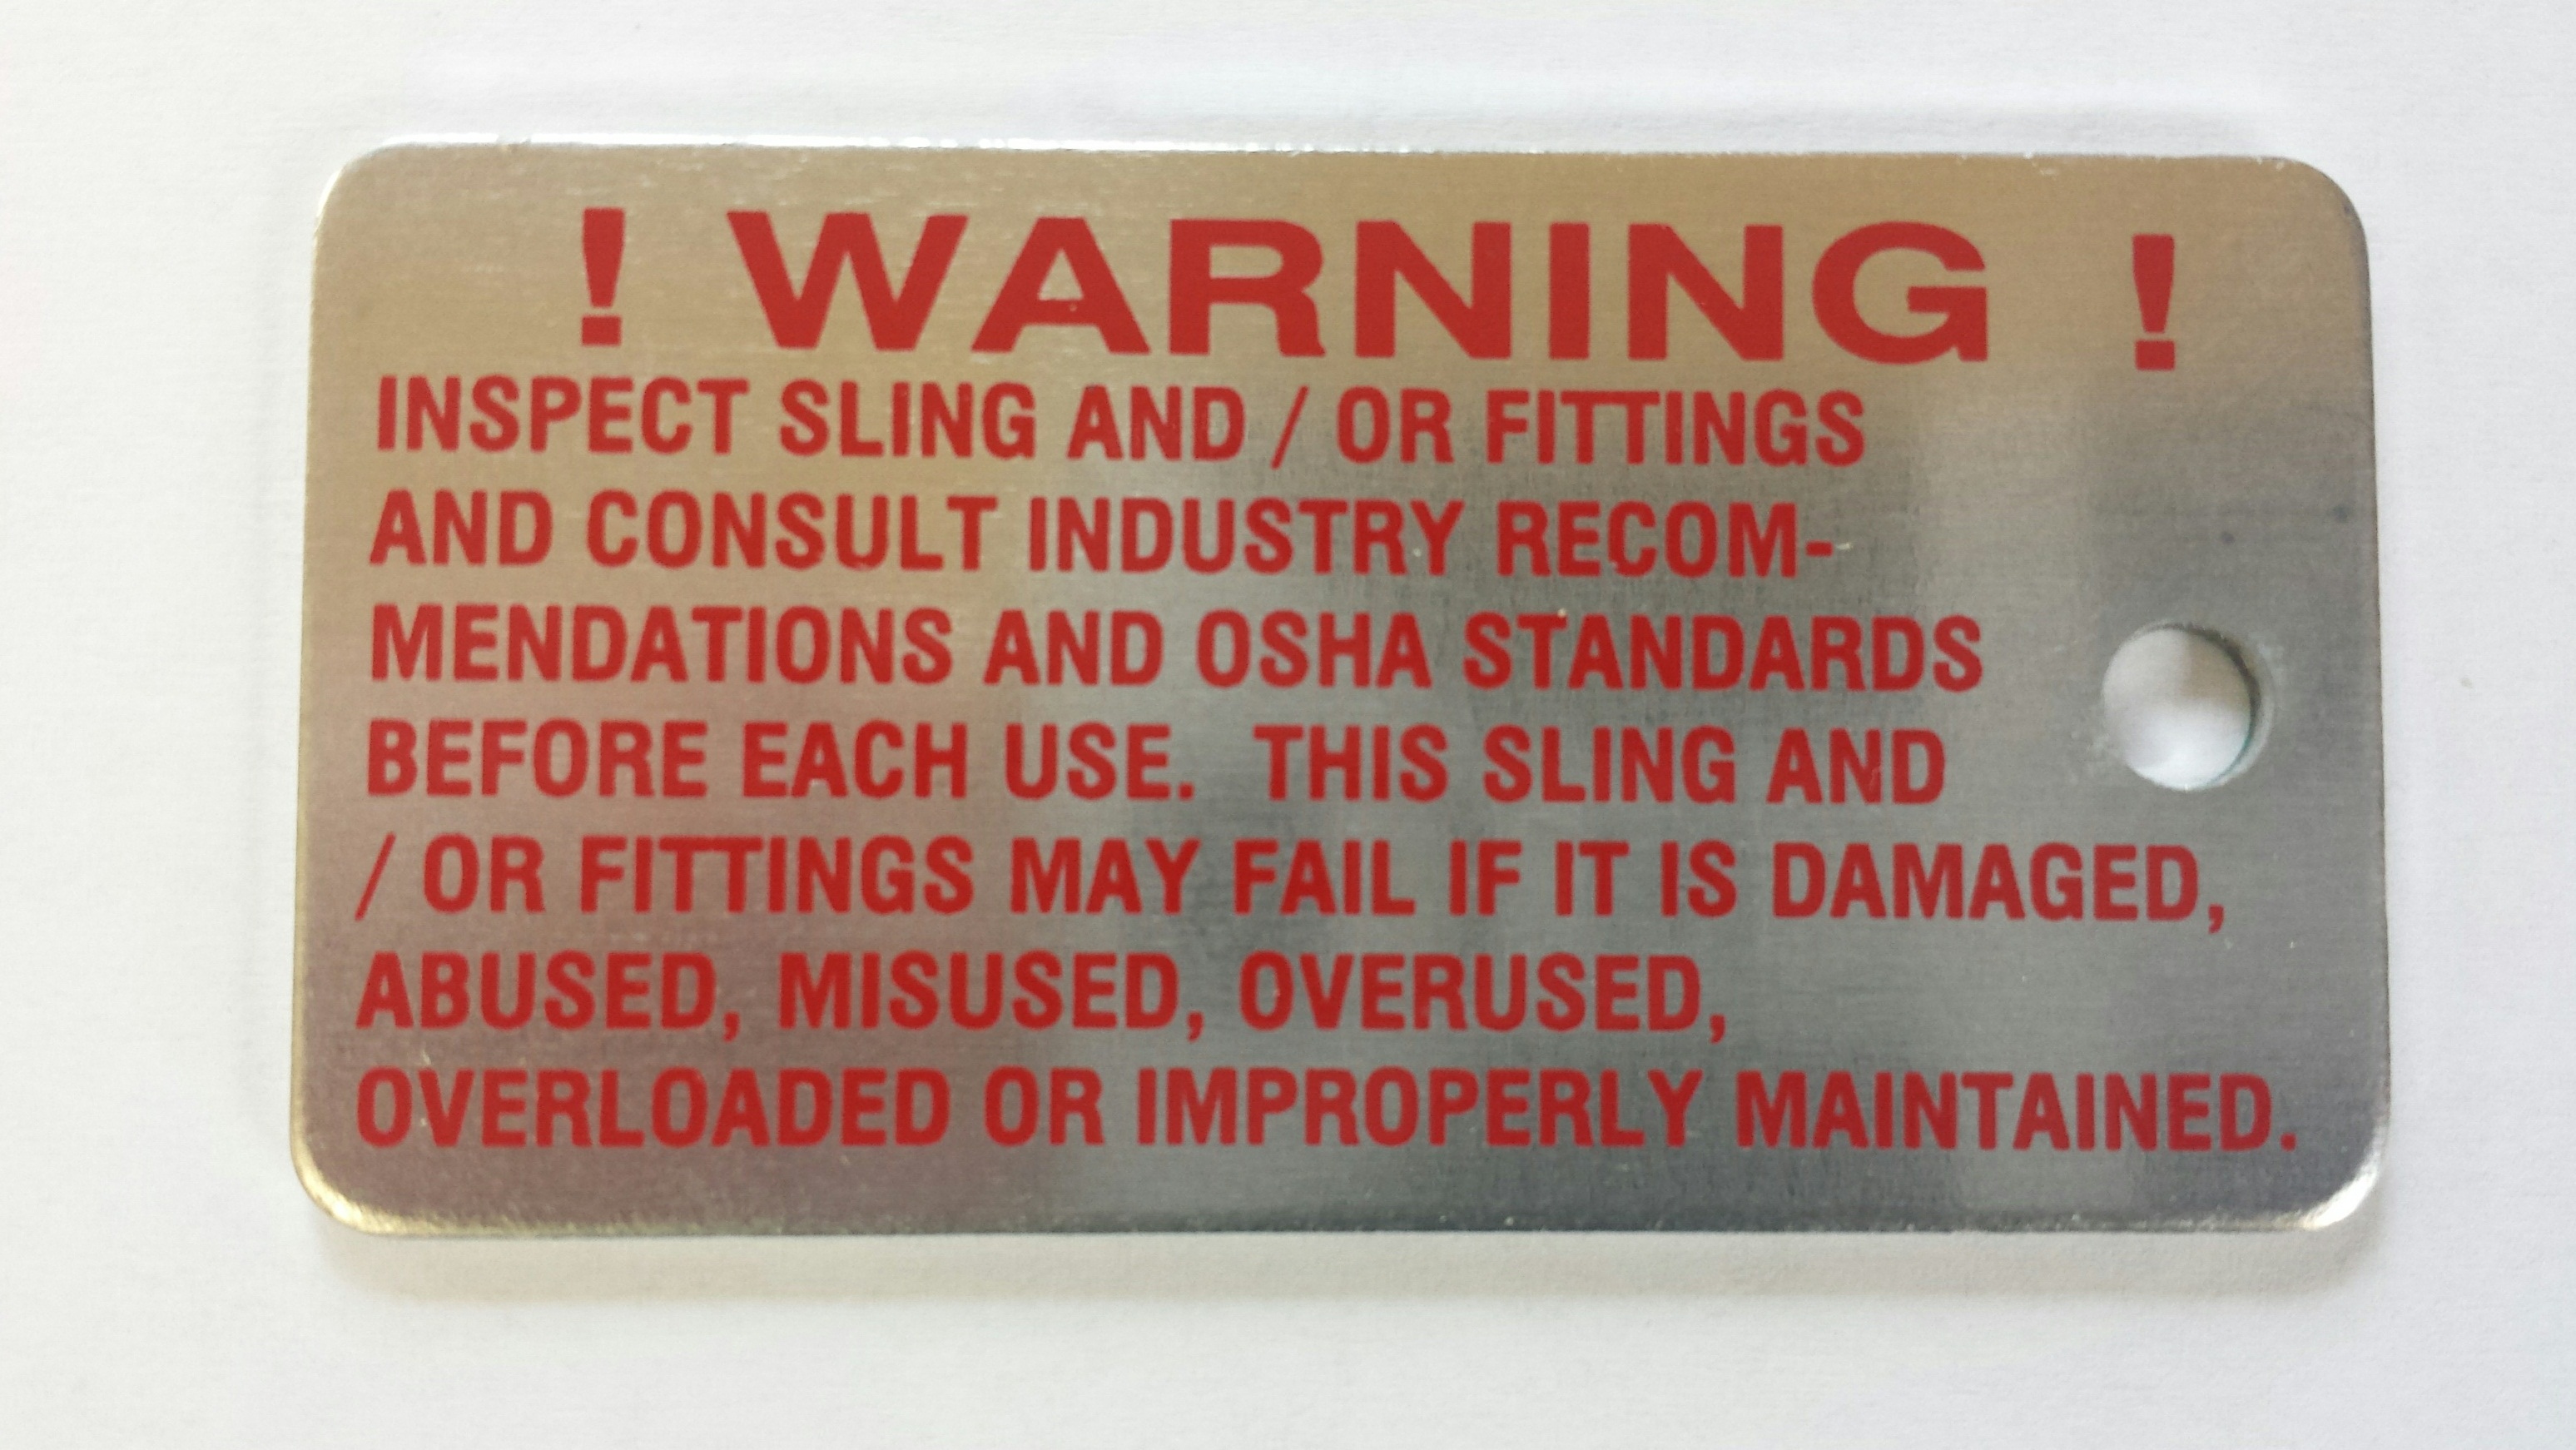 ! WARNING !
INSPECT SLING AND / OR FITTINGS
AND CONSULT INDUSTRY RECOM-
MENDATIONS AND OSHA STANDARDS
BEFORE EACH USE. THIS SLING AND
/ OR FITTINGS MAY FAIL IF IT IS DAMAGED,
ABUSED, MISUSED, OVERUSED,
OVERLOADED OR IMPROPERLY MAINTAINED.